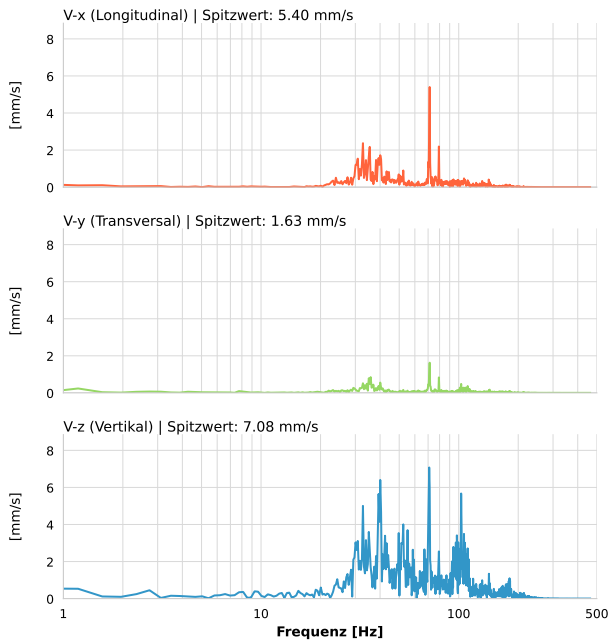 V-x (Longitudinal) | Spitzwert: 5.40 mm/s
8
6
4
2
0
[mm/s]
V-y (Transversal) | Spitzwert: 1.63 mm/s
8
6
4
2
0
[mm/s]
V-z (Vertikal) | Spitzwert: 7.08 mm/s
8
6
4
2
0
[mm/s]
1 10 100 500
Frequenz [Hz]